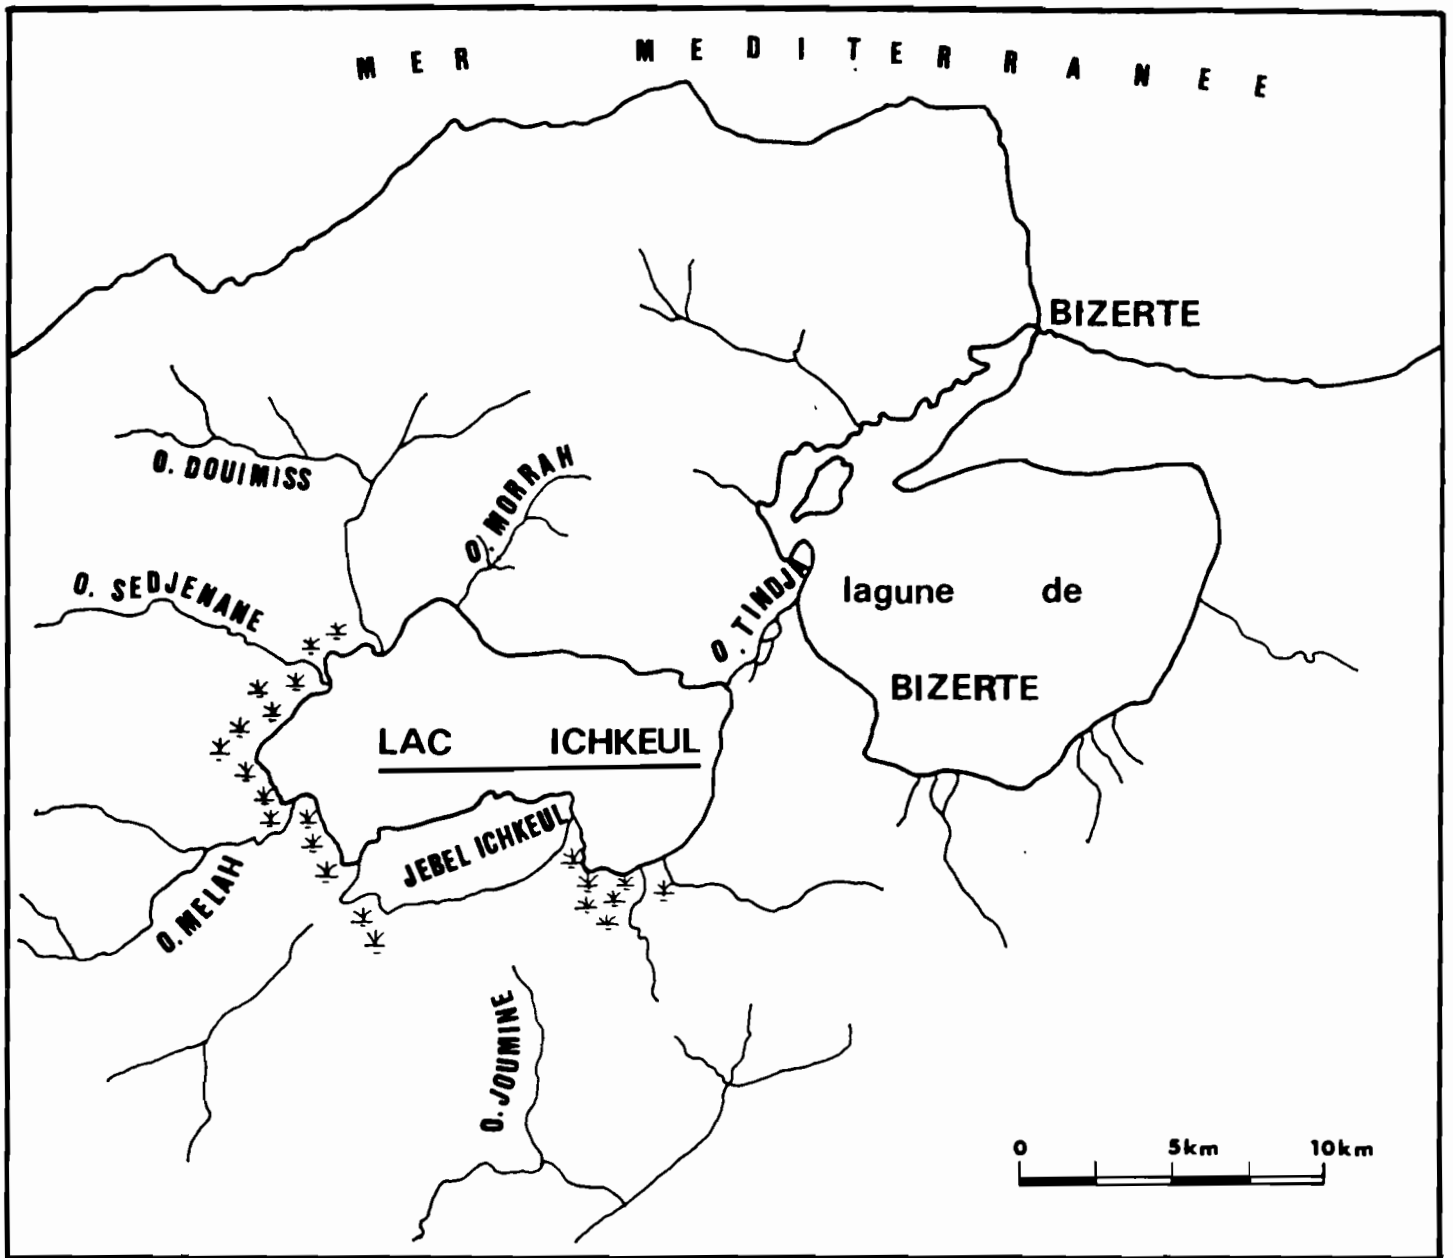 MER MEDITERRANEE
BIZERTE
O. DOUIMISS
O. MORRAH
O. SEDJENANE
O. TINDJA
lagune de
BIZERTE
LAC ICHKEUL
JEBEL ICHKEUL
O. MELAH
O. JOUMINE
0 5km 10km